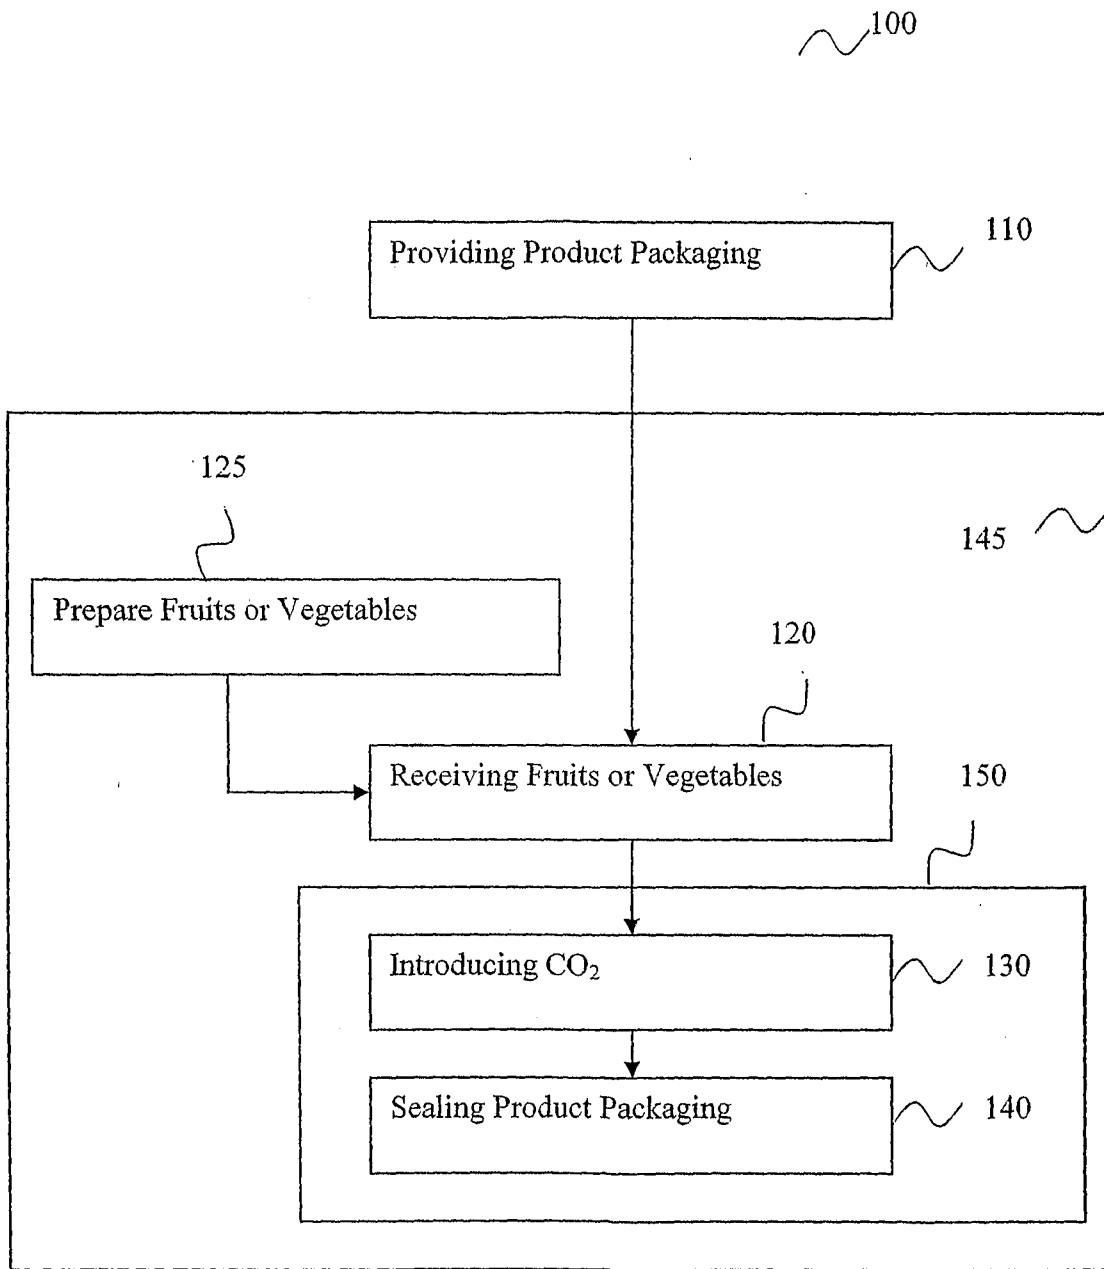 100
Providing Product Packaging
110
125
145
Prepare Fruits or Vegetables
120
Receiving Fruits or Vegetables
150
Introducing CO₂
130
Sealing Product Packaging
140